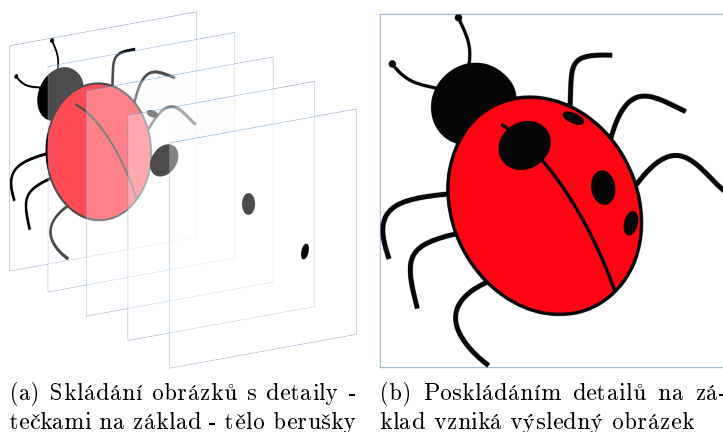 (a) Skládání obrázků s detaily -
tečkami na základ - tělo berušky
(b) Poskládáním detailů na zá-
klad vzniká výsledný obrázek